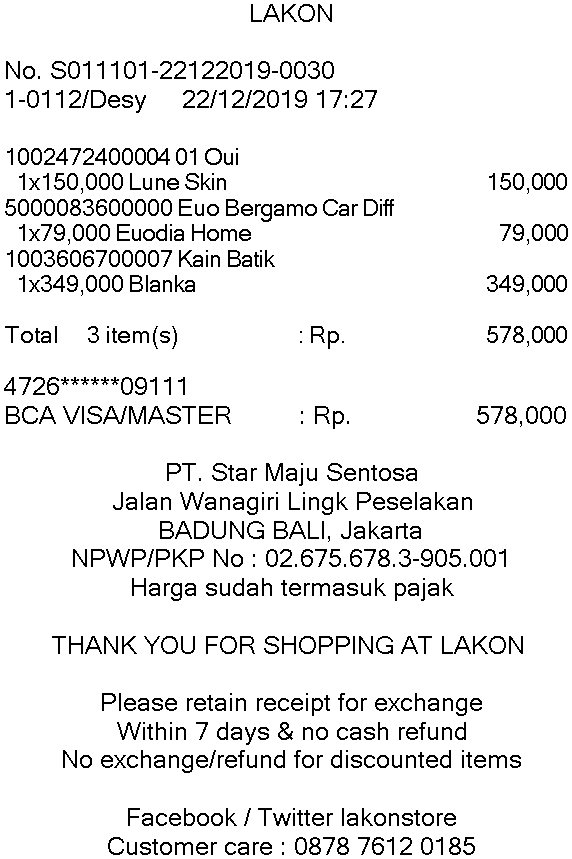 LAKON
No. S011101-22122019-0030
1-0112/Desy 22/12/2019 17:27
1002472400004 01 Oui
1x150,000 Lune Skin 150,000
5000083600000 Euo Bergamo Car Diff
1x79,000 Euodia Home 79,000
1003606700007 Kain Batik
1x349,000 Blanka 349,000
Total 3 item(s) : Rp. 578,000
4726******09111
BCA VISA/MASTER : Rp. 578,000
PT. Star Maju Sentosa
Jalan Wanagiri Lingk Peselakan
BADUNG BALI, Jakarta
NPWP/PKP No : 02.675.678.3-905.001
Harga sudah termasuk pajak
THANK YOU FOR SHOPPING AT LAKON
Please retain receipt for exchange
Within 7 days & no cash refund
No exchange/refund for discounted items
Facebook / Twitter lakonstore
Customer care : 0878 7612 0185